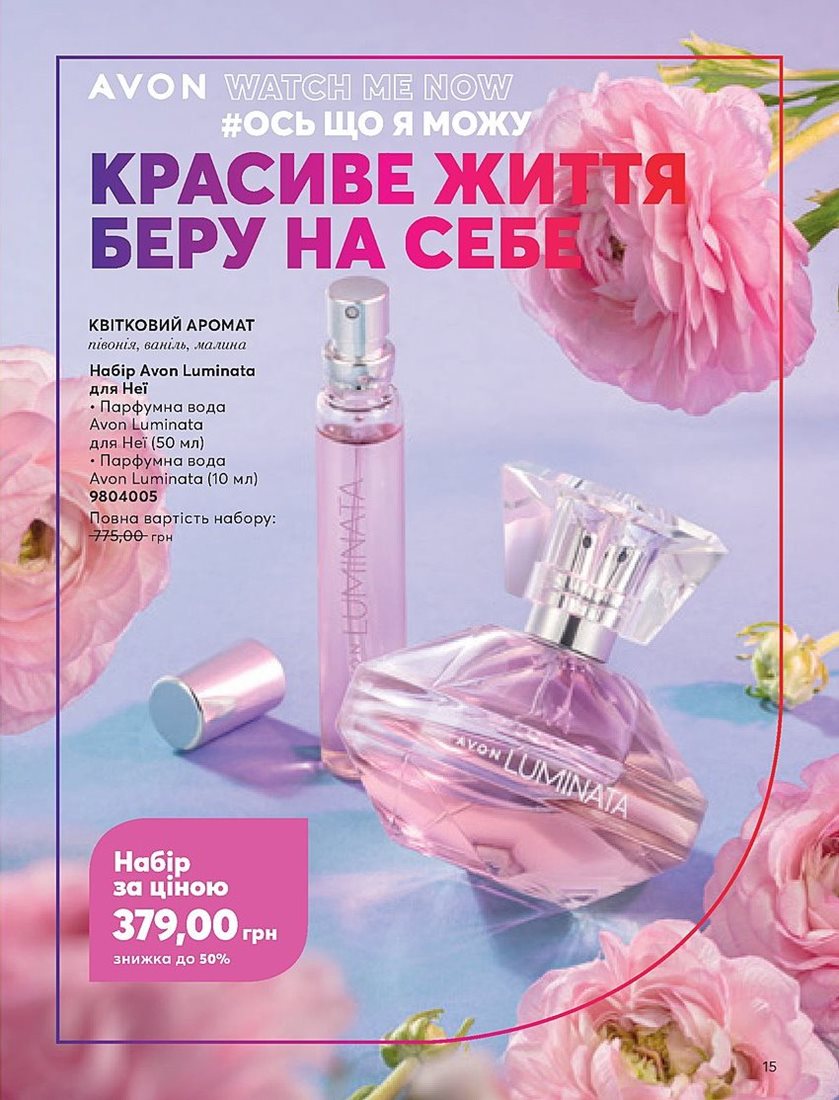 AVON WATCH ME NOW
#ОСЬ ЩО Я МОЖУ
КРАСИВЕ ЖИТТЯ
БЕРУ НА СЕБЕ
КВІТКОВИЙ АРОМАТ
півонія, ваніль, малина
Набір Avon Luminata
для Неї
• Парфумна вода
Avon Luminata
для Неї (50 мл)
• Парфумна вода
Avon Luminata (10 мл)
9804005
Повна вартість набору:
775,00 грн
AVON LUMINATA
AVON LUMINATA
Набір
за ціною
379,00 грн
знижка до 50%
15